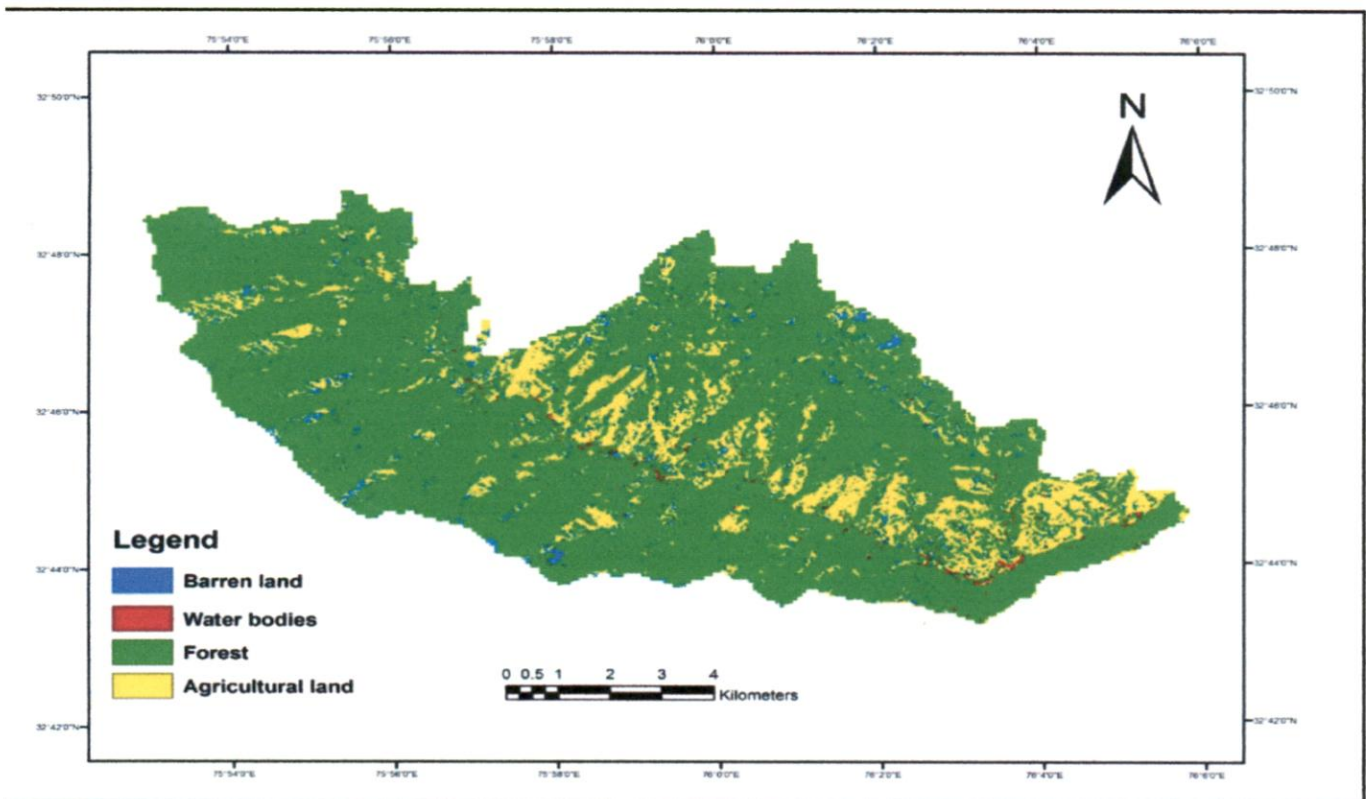 75°54'0"E 75°56'0"E 75°58'0"E 76°0'0"E 76°2'0"E 76°4'0"E 76°6'0"E
32°50'0"N 32°50'0"N
N
32°48'0"N 32°48'0"N
32°46'0"N 32°46'0"N
Legend
32°44'0"N 32°44'0"N
Barren land
Water bodies
Forest
Agricultural land
0 0.5 1 2 3 4
Kilometers
32°42'0"N 32°42'0"N
75°54'0"E 75°56'0"E 75°58'0"E 76°0'0"E 76°2'0"E 76°4'0"E 76°6'0"E